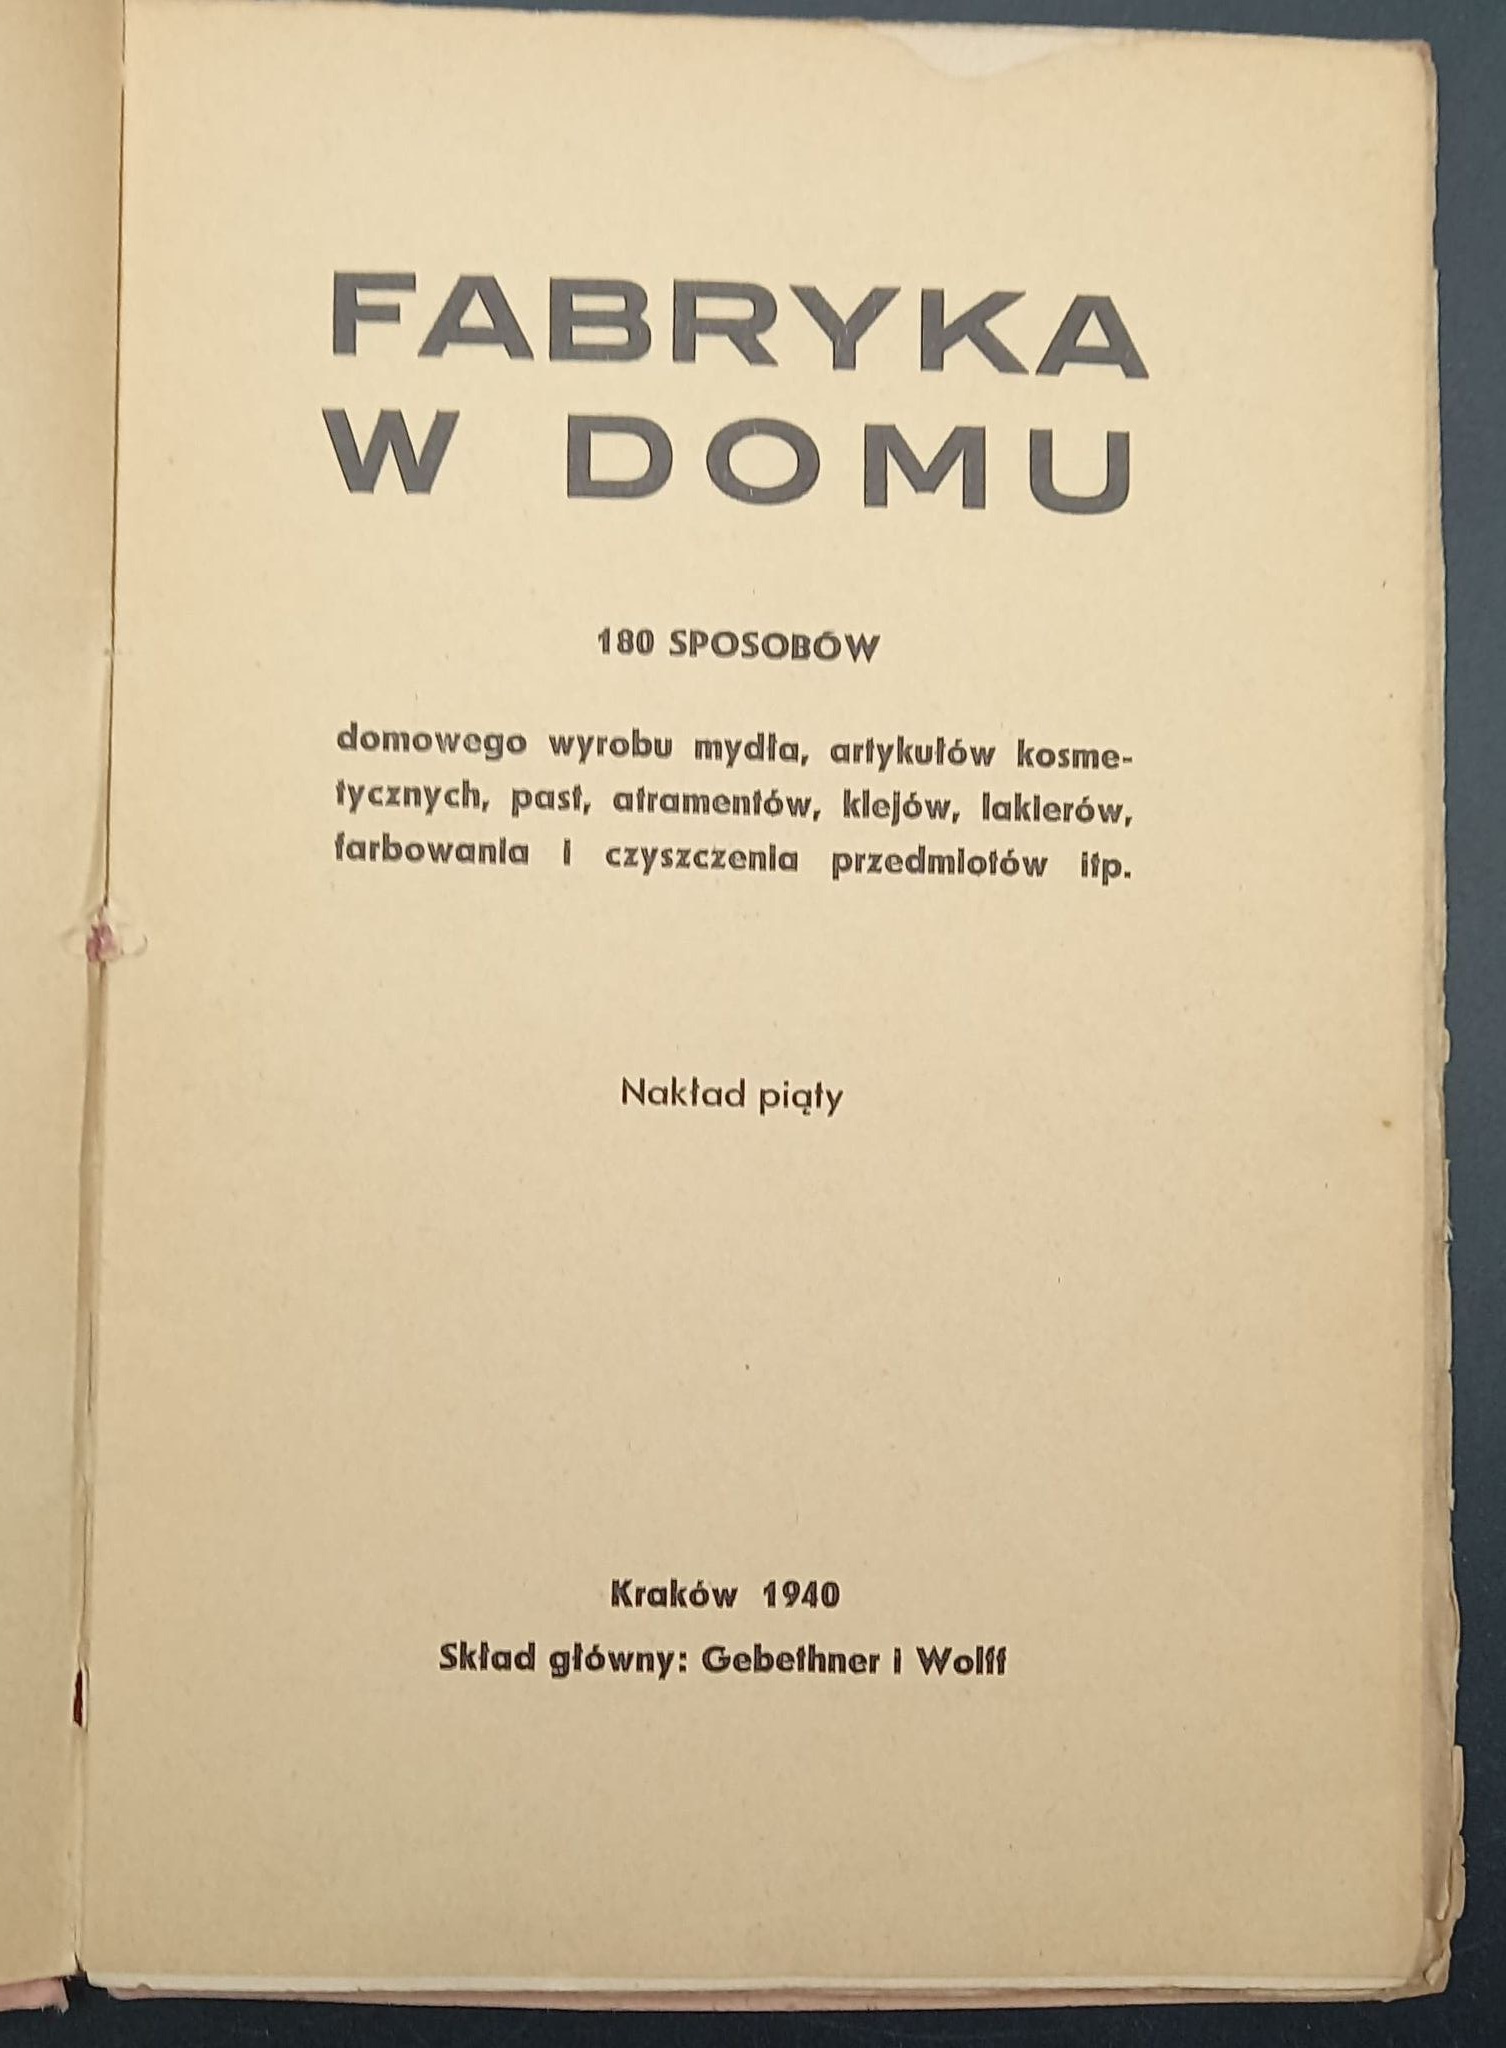 FABRYKA
W DOMU
180 SPOSOBÓW
domowego wyrobu mydła, artykułów kosme-
tycznych, past, atramentów, klejów, lakierów,
farbowania i czyszczenia przedmiotów itp.
Nakład piąty
Kraków 1940
Skład główny: Gebethner i Wolff